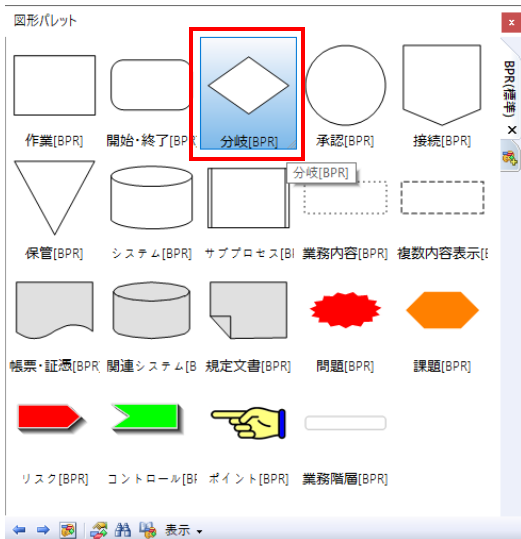 図形パレット
x
作業[BPR] 開始・終了[BPR 分岐[BPR] 承認[BPR] 接続[BPR]
BPR(標準) ×
分岐[BPR]
保管[BPR] システム[BPR] サブプロセス[BI 業務内容[BPR] 複数内容表示[E
帳票・証憑[BPR 関連システム[B 規定文書[BPR] 問題[BPR] 課題[BPR]
リスク[BPR] コントロール[BF ポイント[BPR] 業務階層[BPR]
表示